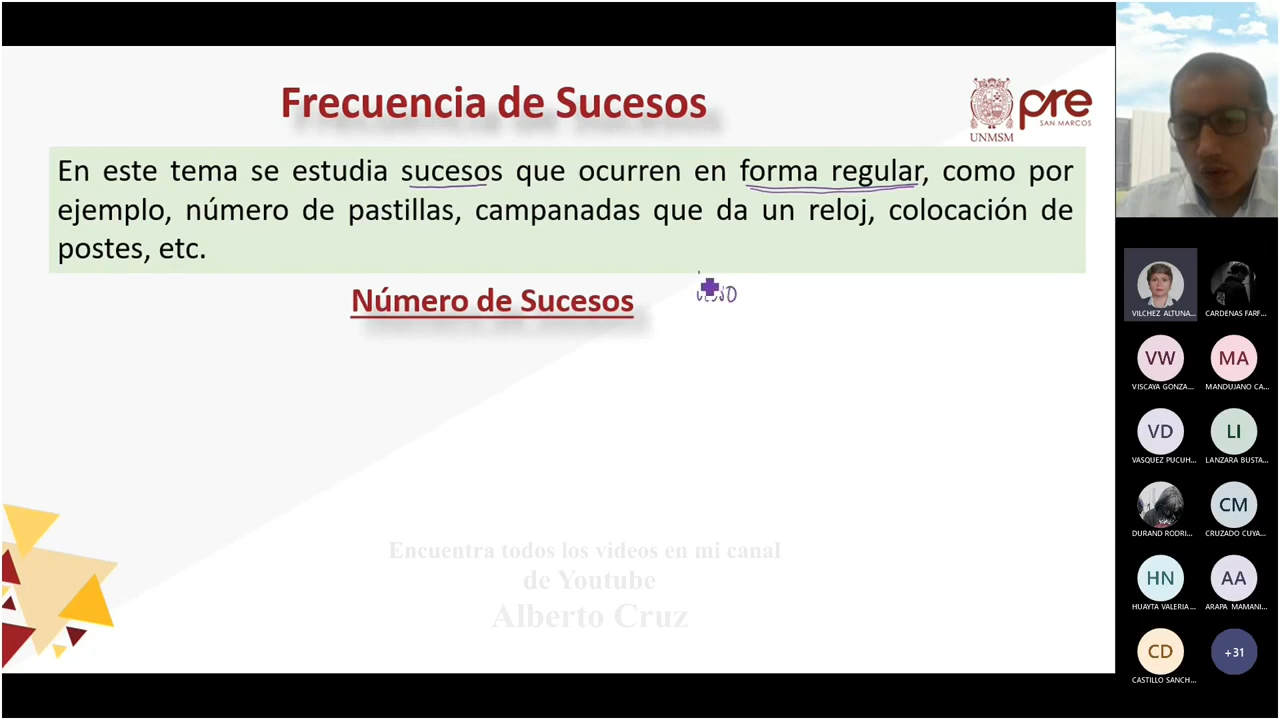 Frecuencia de Sucesos
UNMSM
pre
SAN MARCOS
En este tema se estudia sucesos que ocurren en forma regular, como por
ejemplo, número de pastillas, campanadas que da un reloj, colocación de
postes, etc.
Número de Sucesos
Encuentra todos los videos en mi canal
de Youtube
Alberto Cruz
VILCHEZ ALTUNA...
CARDENAS FARF...
VW
MA
VISCAYA GONZA...
MANDUJANO CA...
VD
LI
VASQUEZ PUCUH...
LANZARA BUSTA...
CM
DURAND RODRI...
CRUZADO CUYA...
HN
AA
HUAYTA VALERIA...
ARAPA MAMANI...
CD
+31
CASTILLO SANCH...